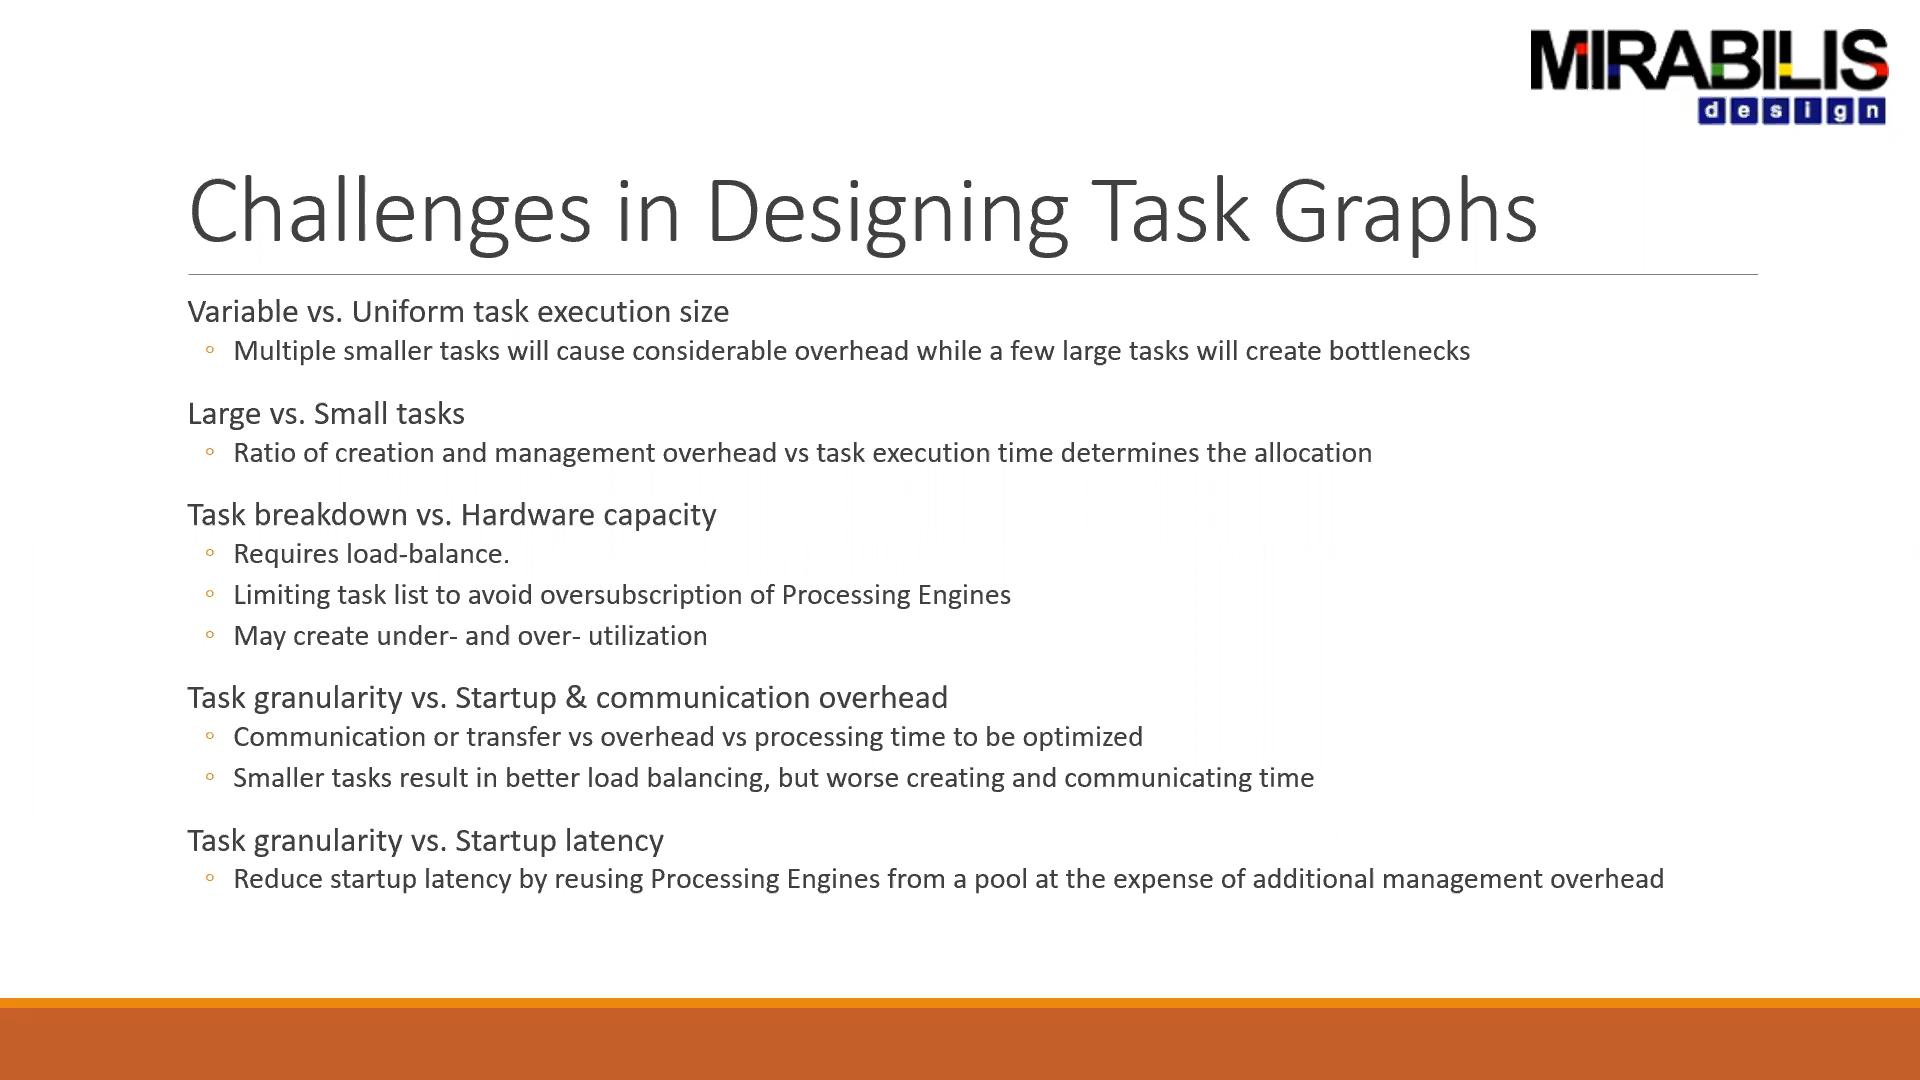 MIRABILIS
design
Challenges in Designing Task Graphs
Variable vs. Uniform task execution size
◦ Multiple smaller tasks will cause considerable overhead while a few large tasks will create bottlenecks
Large vs. Small tasks
◦ Ratio of creation and management overhead vs task execution time determines the allocation
Task breakdown vs. Hardware capacity
◦ Requires load-balance.
◦ Limiting task list to avoid oversubscription of Processing Engines
◦ May create under- and over- utilization
Task granularity vs. Startup & communication overhead
◦ Communication or transfer vs overhead vs processing time to be optimized
◦ Smaller tasks result in better load balancing, but worse creating and communicating time
Task granularity vs. Startup latency
◦ Reduce startup latency by reusing Processing Engines from a pool at the expense of additional management overhead